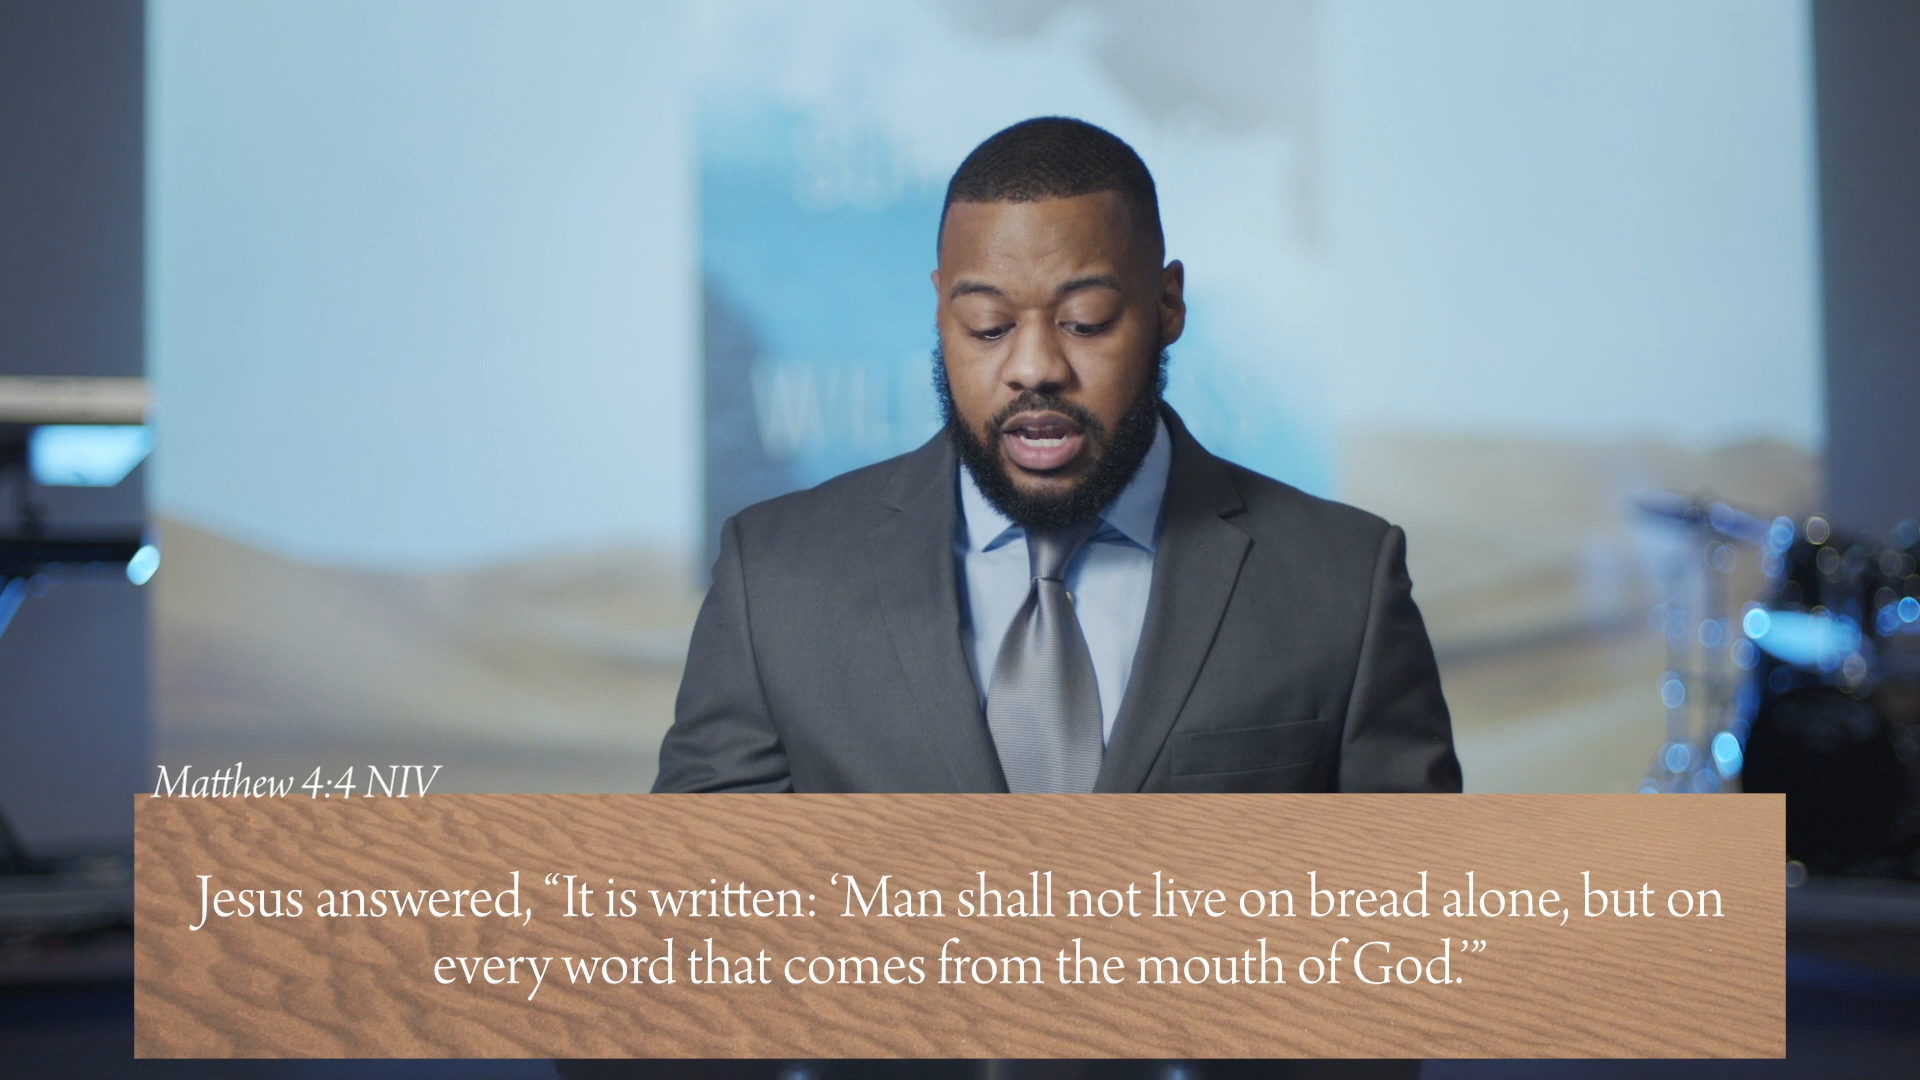 Matthew 4:4 NIV
Jesus answered, “It is written: ‘Man shall not live on bread alone, but on
every word that comes from the mouth of God.’”